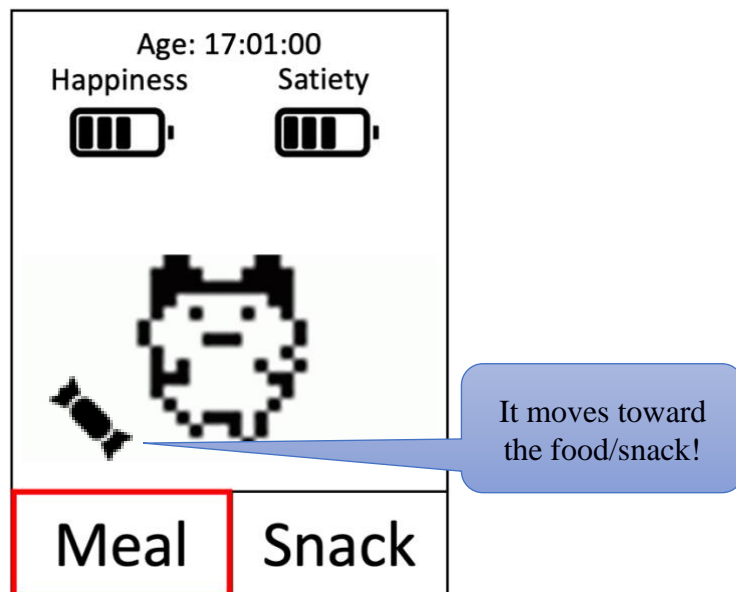 Age: 17:01:00
Happiness Satiety
It moves toward
the food/snack!
Meal Snack